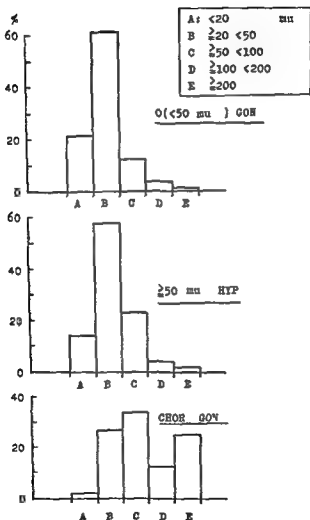 %
A: <20 mu
B ≧20 <50
C ≧50 <100
D ≧100 <200
E ≧200
O(<50 mu ) GON
60
40
20
0
A B C D E
≧50 mu HYP
60
40
20
0
A B C D E
CHOR GON
40
20
0
A B C D E